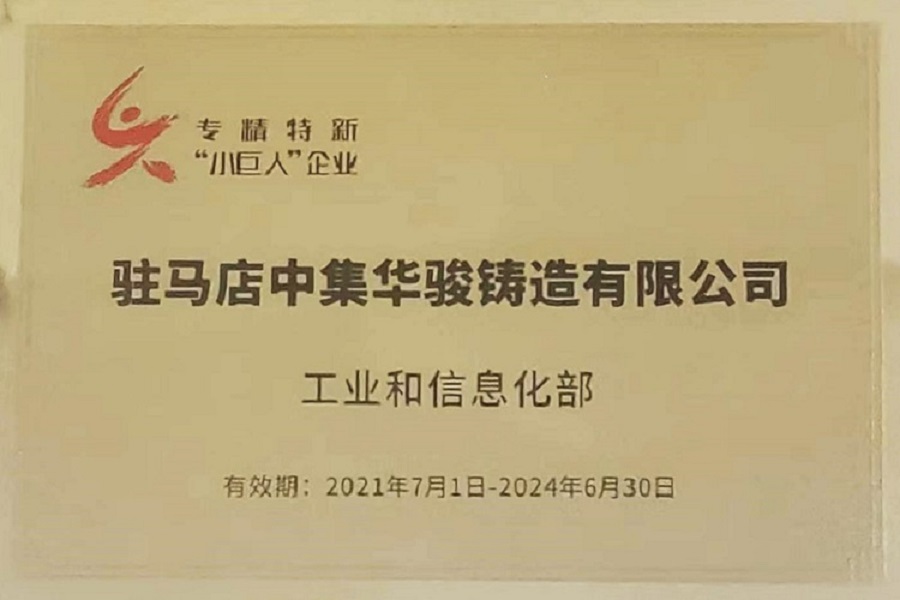 专精特新
“小巨人”企业
驻马店中集华骏铸造有限公司
工业和信息化部
有效期：2021年7月1日-2024年6月30日